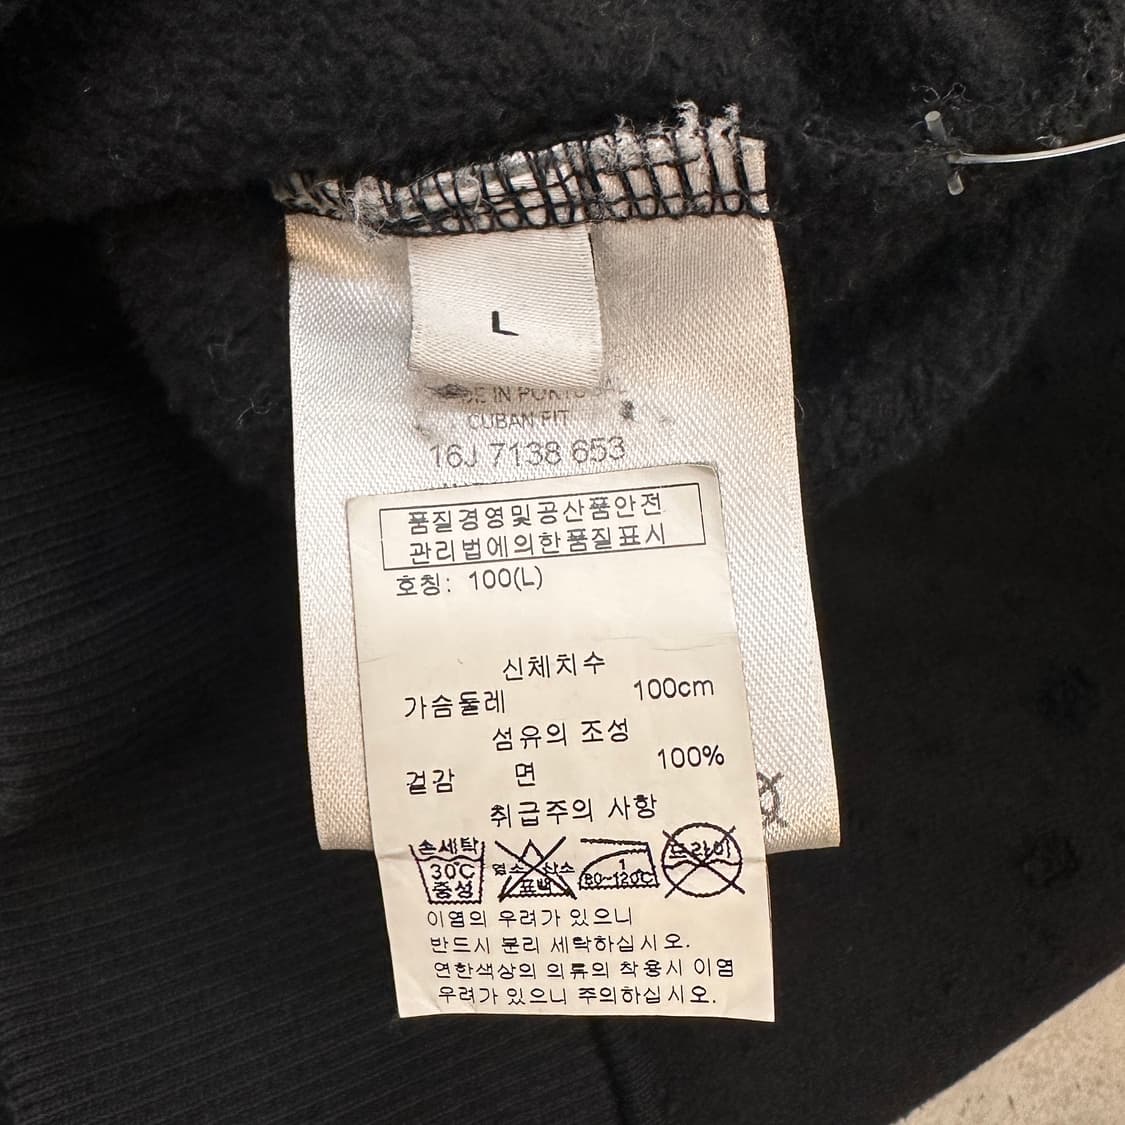 L
IN
CUBAN FIT
16J 7138 653
품질경영및공산품안전
관리법에의한품질표시
호칭: 100(L)
신체치수
가슴둘레 100cm
섬유의 조성
겉감 면 100%
취급주의 사항
손세탁 염소 산소 드라이
30℃ 표백 1
중성 80~120℃
이염의 우려가 있으니
반드시 분리 세탁하십시오.
연한색상의 의류의 착용시 이염
우려가 있으니 주의하십시오.